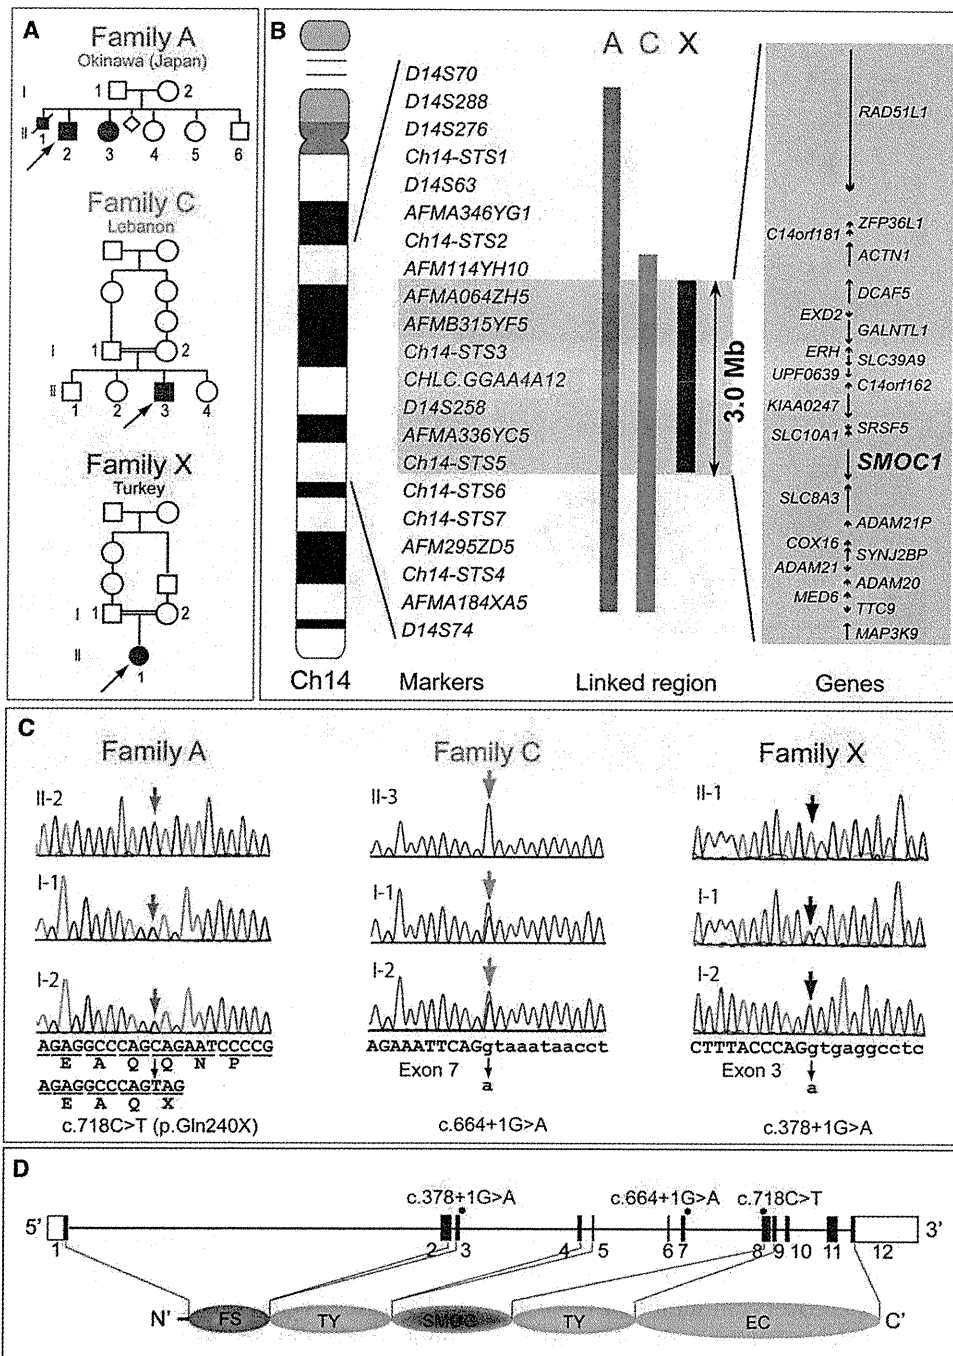 A
Family A
Okinawa (Japan)
I
1
2
II
1
2
3
4
5
6
Family C
Lebanon
I
1
2
II
1
2
3
4
Family X
Turkey
I
1
2
II
1
B
A C X
D14S70
D14S288
D14S276
Ch14-STS1
D14S63
AFMA346YG1
Ch14-STS2
AFM114YH10
AFMA064ZH5
AFMB315YF5
Ch14-STS3
CHLC.GGAA4A12
D14S258
AFMA336YC5
Ch14-STS5
Ch14-STS6
Ch14-STS7
AFM295ZD5
Ch14-STS4
AFMA184XA5
D14S74
3.0 Mb
RAD51L1
ZFP36L1
C14orf181
ACTN1
DCAF5
EXD2
GALNTL1
ERH
SLC39A9
UPF0639
C14orf162
KIAA0247
SRSF5
SLC10A1
SMOC1
SLC8A3
ADAM21P
COX16
SYNJ2BP
ADAM21
ADAM20
MED6
TTC9
MAP3K9
Ch14
Markers
Linked region
Genes
C
Family A
II-2
I-1
I-2
AGAGGCCCAGCAGAATCCCCG
E A Q Q N P
AGAGGCCCAGTAG
E A Q X
c.718C>T (p.Gln240X)
Family C
II-3
I-1
I-2
AGAAATTCAGgtaaataacct
Exon 7
a
c.664+1G>A
Family X
II-1
I-1
I-2
CTTTACCCAGgtgaggcctc
Exon 3
a
c.378+1G>A
D
c.378+1G>A
c.664+1G>A
c.718C>T
5'
3'
1
2
3
4
5
6
7
8
9
10
11
12
N'
FS
TY
SMOC
TY
EC
C'